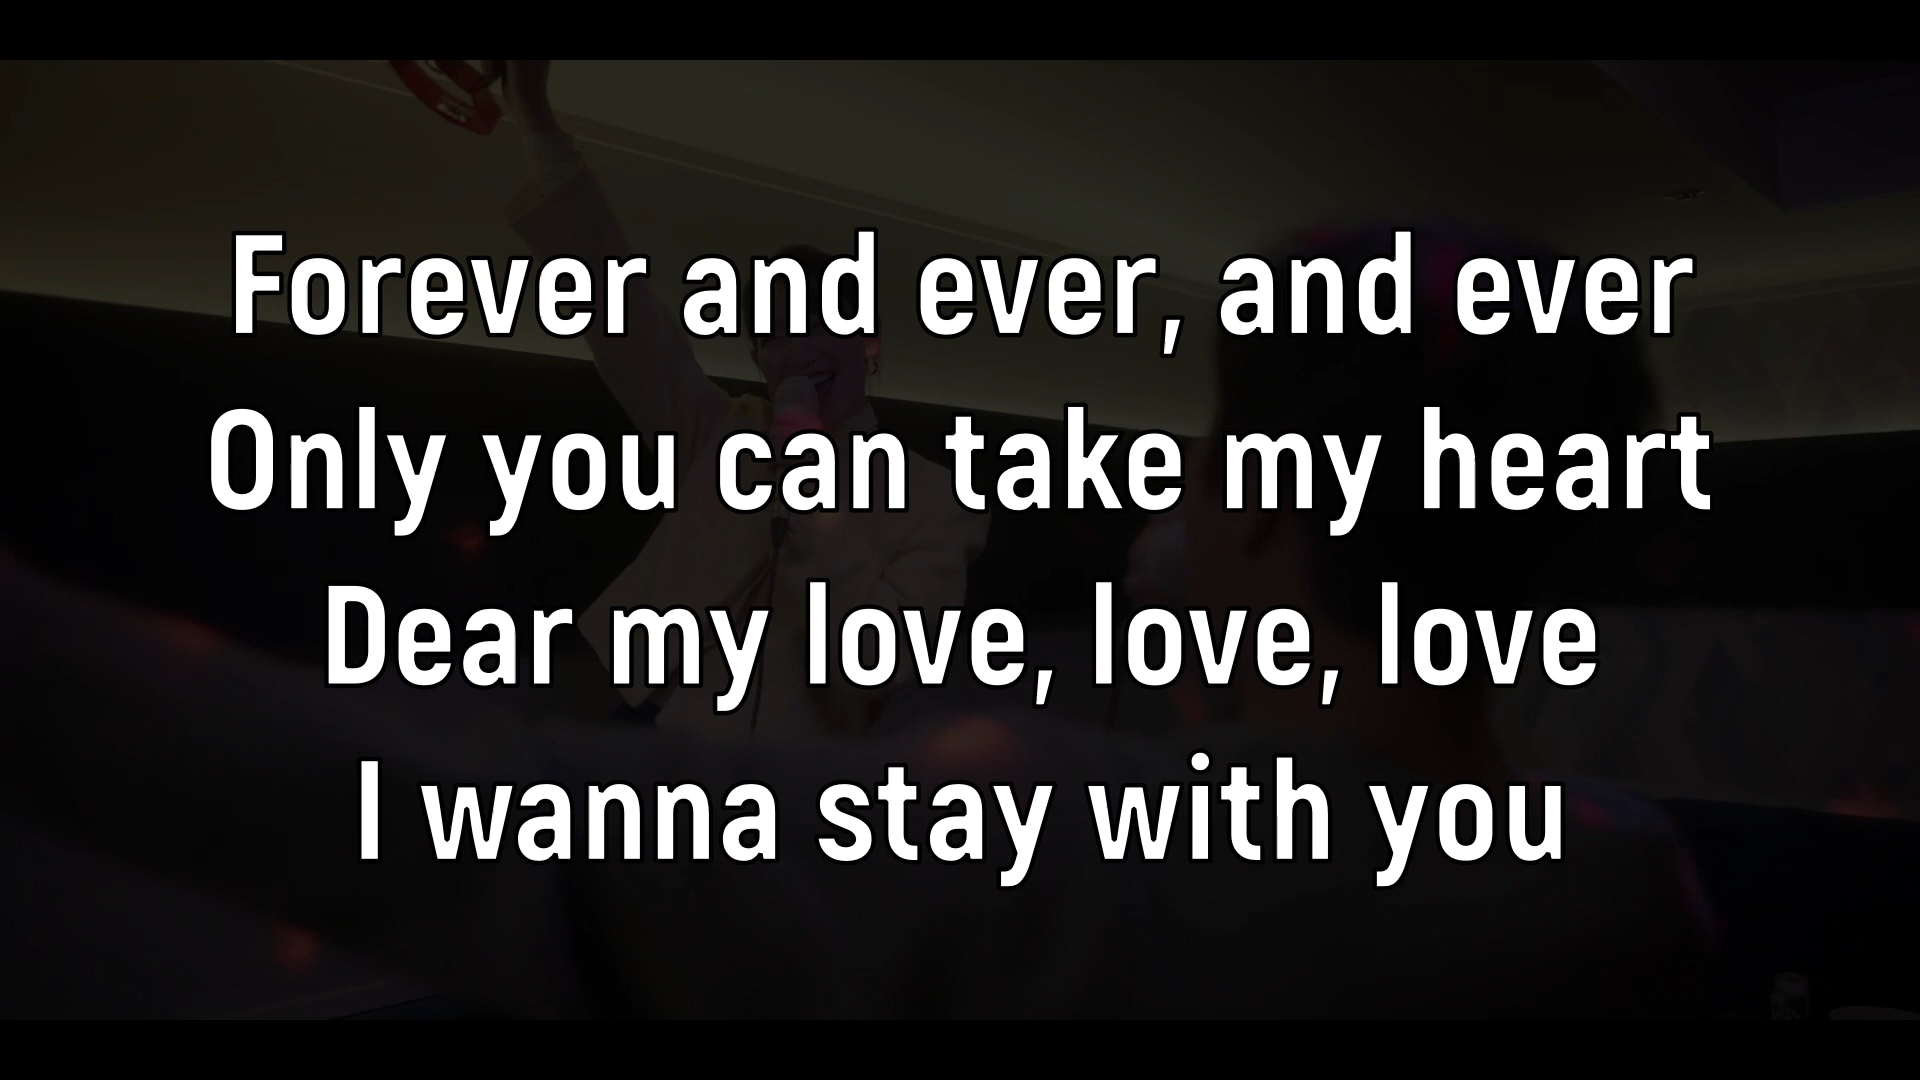 Forever and ever, and ever
Only you can take my heart
Dear my love, love, love
I wanna stay with you